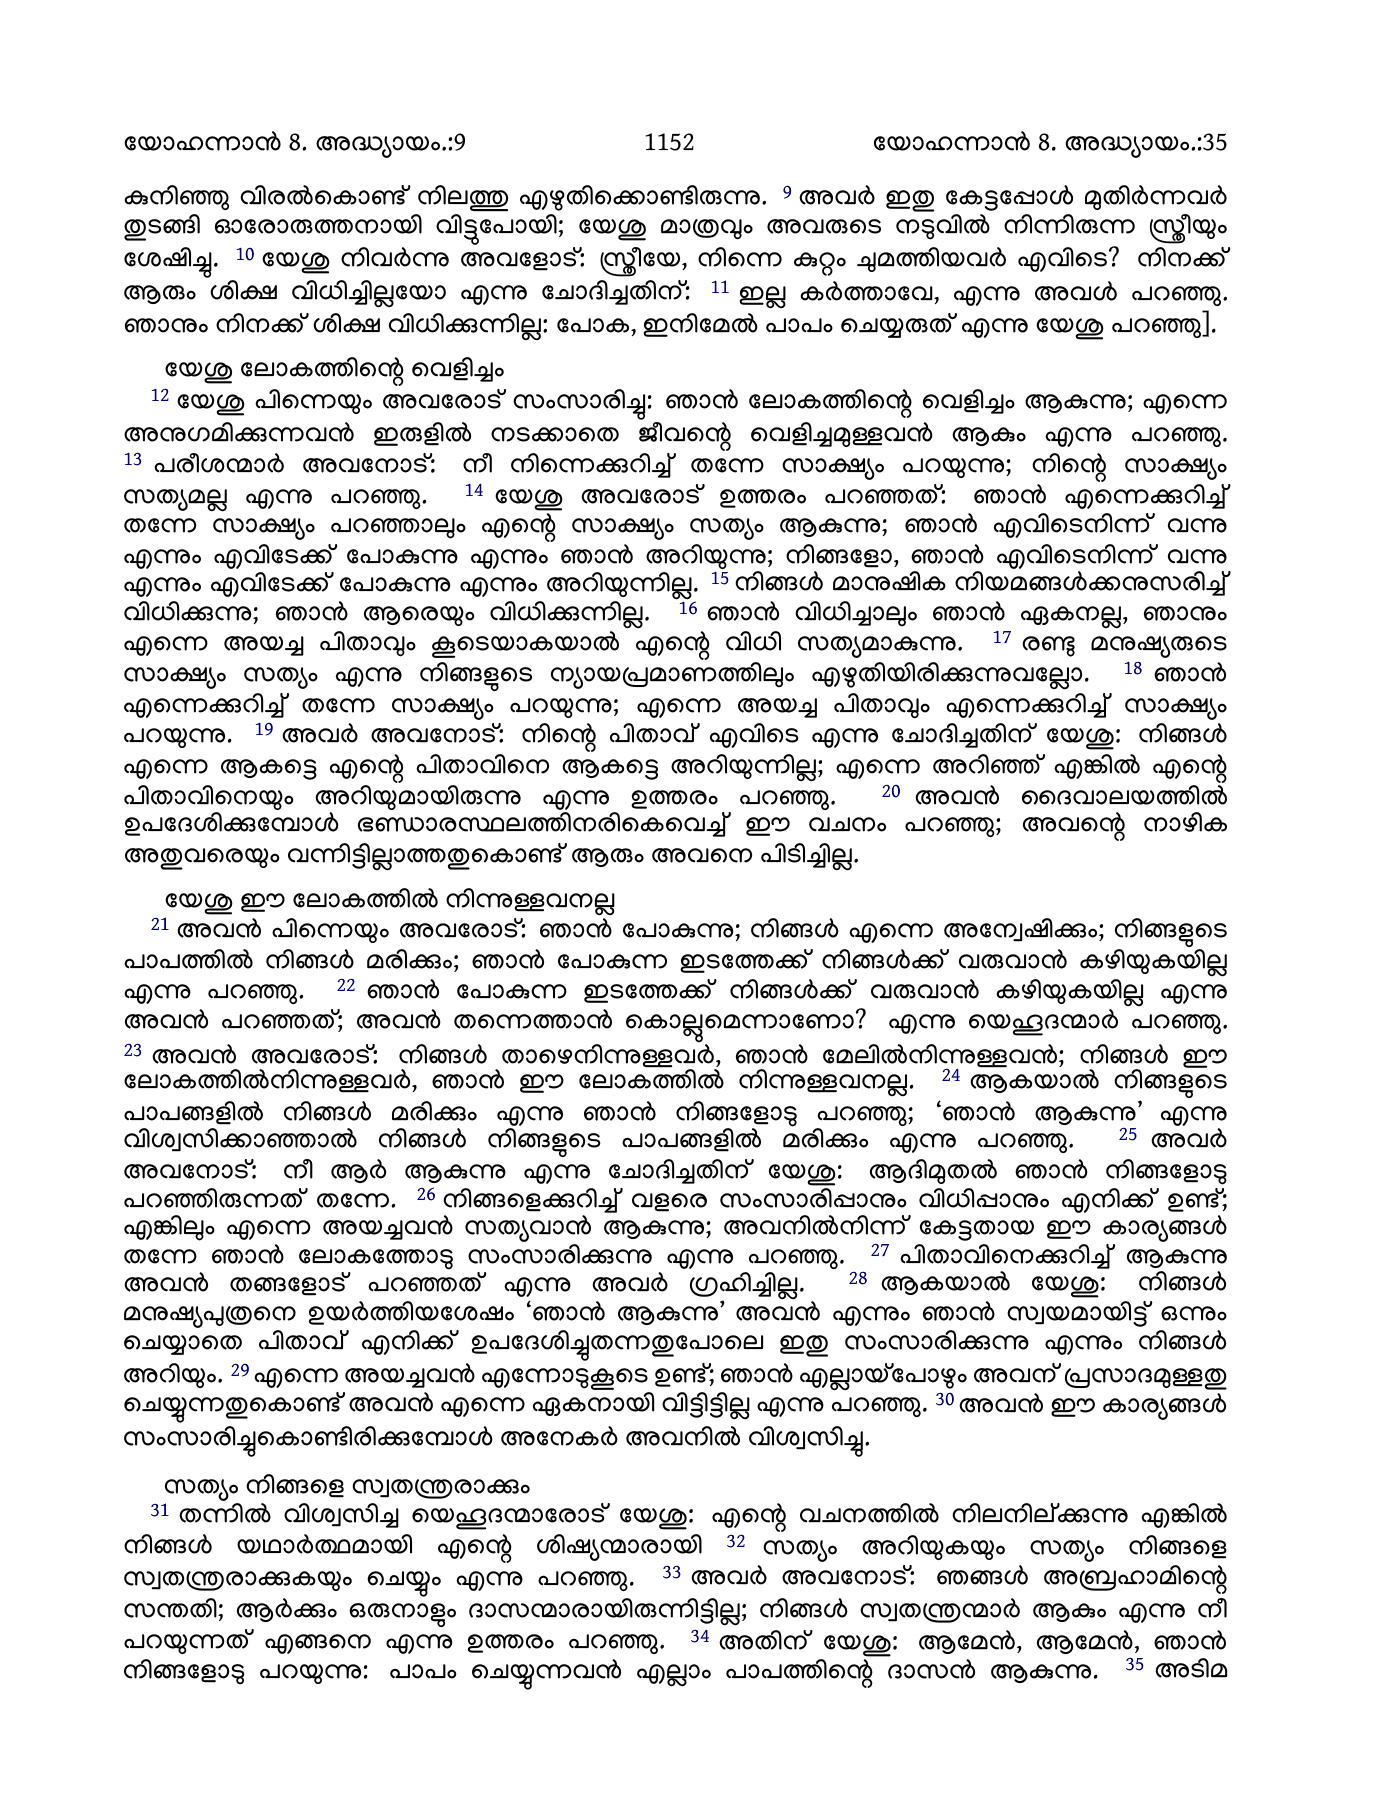 യോഹന്നാൻ 8. അദ്ധ്യായം.:9 1152 യോഹന്നാൻ 8. അദ്ധ്യായം.:35
കുനിഞ്ഞു വിരൽകൊണ്ട് നിലത്തു എഴുതിക്കൊണ്ടിരുന്നു. 9 അവർ ഇതു കേട്ടപ്പോൾ മുതിർന്നവർ
തുടങ്ങി ഓരോരുത്തനായി വിട്ടുപോയി; യേശു മാത്രവും അവരുടെ നടുവിൽ നിന്നിരുന്ന സ്ത്രീയും
ശേഷിച്ചു. 10 യേശു നിവർന്നു അവളോട്: സ്ത്രീയേ, നിന്നെ കുറ്റം ചുമത്തിയവർ എവിടെ? നിനക്ക്
ആരും ശിക്ഷ വിധിച്ചില്ലയോ എന്നു ചോദിച്ചതിന്: 11 ഇല്ല കർത്താവേ, എന്നു അവൾ പറഞ്ഞു.
ഞാനും നിനക്ക് ശിക്ഷ വിധിക്കുന്നില്ല: പോക, ഇനിമേൽ പാപം ചെയ്യരുത് എന്നു യേശു പറഞ്ഞു].
യേശു ലോകത്തിന്റെ വെളിച്ചം
12 യേശു പിന്നെയും അവരോട് സംസാരിച്ചു: ഞാൻ ലോകത്തിന്റെ വെളിച്ചം ആകുന്നു; എന്നെ
അനുഗമിക്കുന്നവൻ ഇരുളിൽ നടക്കാതെ ജീവന്റെ വെളിച്ചമുള്ളവൻ ആകും എന്നു പറഞ്ഞു.
13 പരീശന്മാർ അവനോട്: നീ നിന്നെക്കുറിച്ച് തന്നേ സാക്ഷ്യം പറയുന്നു; നിന്റെ സാക്ഷ്യം
സത്യമല്ല എന്നു പറഞ്ഞു. 14 യേശു അവരോട് ഉത്തരം പറഞ്ഞത്: ഞാൻ എന്നെക്കുറിച്ച്
തന്നേ സാക്ഷ്യം പറഞ്ഞാലും എന്റെ സാക്ഷ്യം സത്യം ആകുന്നു; ഞാൻ എവിടെനിന്ന് വന്നു
എന്നും എവിടേക്ക് പോകുന്നു എന്നും ഞാൻ അറിയുന്നു; നിങ്ങളോ, ഞാൻ എവിടെനിന്ന് വന്നു
എന്നും എവിടേക്ക് പോകുന്നു എന്നും അറിയുന്നില്ല. 15 നിങ്ങൾ മാനുഷിക നിയമങ്ങൾക്കനുസരിച്ച്
വിധിക്കുന്നു; ഞാൻ ആരെയും വിധിക്കുന്നില്ല. 16 ഞാൻ വിധിച്ചാലും ഞാൻ ഏകനല്ല, ഞാനും
എന്നെ അയച്ച പിതാവും കൂടെയാകയാൽ എന്റെ വിധി സത്യമാകുന്നു. 17 രണ്ടു മനുഷ്യരുടെ
സാക്ഷ്യം സത്യം എന്നു നിങ്ങളുടെ ന്യായപ്രമാണത്തിലും എഴുതിയിരിക്കുന്നുവല്ലോ. 18 ഞാൻ
എന്നെക്കുറിച്ച് തന്നേ സാക്ഷ്യം പറയുന്നു; എന്നെ അയച്ച പിതാവും എന്നെക്കുറിച്ച് സാക്ഷ്യം
പറയുന്നു. 19 അവർ അവനോട്: നിന്റെ പിതാവ് എവിടെ എന്നു ചോദിച്ചതിന് യേശു: നിങ്ങൾ
എന്നെ ആകട്ടെ എന്റെ പിതാവിനെ ആകട്ടെ അറിയുന്നില്ല; എന്നെ അറിഞ്ഞ് എങ്കിൽ എന്റെ
പിതാവിനെയും അറിയുമായിരുന്നു എന്നു ഉത്തരം പറഞ്ഞു. 20 അവൻ ദൈവാലയത്തിൽ
ഉപദേശിക്കുമ്പോൾ ഭണ്ഡാരസ്ഥലത്തിനരികെവെച്ച് ഈ വചനം പറഞ്ഞു; അവന്റെ നാഴിക
അതുവരെയും വന്നിട്ടില്ലാത്തതുകൊണ്ട് ആരും അവനെ പിടിച്ചില്ല.
യേശു ഈ ലോകത്തിൽ നിന്നുള്ളവനല്ല
21 അവൻ പിന്നെയും അവരോട്: ഞാൻ പോകുന്നു; നിങ്ങൾ എന്നെ അന്വേഷിക്കും; നിങ്ങളുടെ
പാപത്തിൽ നിങ്ങൾ മരിക്കും; ഞാൻ പോകുന്ന ഇടത്തേക്ക് നിങ്ങൾക്ക് വരുവാൻ കഴിയുകയില്ല
എന്നു പറഞ്ഞു. 22 ഞാൻ പോകുന്ന ഇടത്തേക്ക് നിങ്ങൾക്ക് വരുവാൻ കഴിയുകയില്ല എന്നു
അവൻ പറഞ്ഞത്; അവൻ തന്നെത്താൻ കൊല്ലുമെന്നാണോ? എന്നു യെഹൂദന്മാർ പറഞ്ഞു.
23 അവൻ അവരോട്: നിങ്ങൾ താഴെനിന്നുള്ളവർ, ഞാൻ മേലിൽനിന്നുള്ളവൻ; നിങ്ങൾ ഈ
ലോകത്തിൽനിന്നുള്ളവർ, ഞാൻ ഈ ലോകത്തിൽ നിന്നുള്ളവനല്ല. 24 ആകയാൽ നിങ്ങളുടെ
പാപങ്ങളിൽ നിങ്ങൾ മരിക്കും എന്നു ഞാൻ നിങ്ങളോടു പറഞ്ഞു; ‘ഞാൻ ആകുന്നു’ എന്നു
വിശ്വസിക്കാഞ്ഞാൽ നിങ്ങൾ നിങ്ങളുടെ പാപങ്ങളിൽ മരിക്കും എന്നു പറഞ്ഞു. 25 അവർ
അവനോട്: നീ ആർ ആകുന്നു എന്നു ചോദിച്ചതിന് യേശു: ആദിമുതൽ ഞാൻ നിങ്ങളോടു
പറഞ്ഞിരുന്നത് തന്നേ. 26 നിങ്ങളെക്കുറിച്ച് വളരെ സംസാരിപ്പാനും വിധിപ്പാനും എനിക്ക് ഉണ്ട്;
എങ്കിലും എന്നെ അയച്ചവൻ സത്യവാൻ ആകുന്നു; അവനിൽനിന്ന് കേട്ടതായ ഈ കാര്യങ്ങൾ
തന്നേ ഞാൻ ലോകത്തോടു സംസാരിക്കുന്നു എന്നു പറഞ്ഞു. 27 പിതാവിനെക്കുറിച്ച് ആകുന്നു
അവൻ തങ്ങളോട് പറഞ്ഞത് എന്നു അവർ ഗ്രഹിച്ചില്ല. 28 ആകയാൽ യേശു: നിങ്ങൾ
മനുഷ്യപുത്രനെ ഉയർത്തിയശേഷം ‘ഞാൻ ആകുന്നു’ അവൻ എന്നും ഞാൻ സ്വയമായിട്ട് ഒന്നും
ചെയ്യാതെ പിതാവ് എനിക്ക് ഉപദേശിച്ചുതന്നതുപോലെ ഇതു സംസാരിക്കുന്നു എന്നും നിങ്ങൾ
അറിയും. 29 എന്നെ അയച്ചവൻ എന്നോടുകൂടെ ഉണ്ട്; ഞാൻ എല്ലായ്പോഴും അവന് പ്രസാദമുള്ളതു
ചെയ്യുന്നതുകൊണ്ട് അവൻ എന്നെ ഏകനായി വിട്ടിട്ടില്ല എന്നു പറഞ്ഞു. 30 അവൻ ഈ കാര്യങ്ങൾ
സംസാരിച്ചുകൊണ്ടിരിക്കുമ്പോൾ അനേകർ അവനിൽ വിശ്വസിച്ചു.
സത്യം നിങ്ങളെ സ്വതന്ത്രരാക്കും
31 തന്നിൽ വിശ്വസിച്ച യെഹൂദന്മാരോട് യേശു: എന്റെ വചനത്തിൽ നിലനില്ക്കുന്നു എങ്കിൽ
നിങ്ങൾ യഥാർത്ഥമായി എന്റെ ശിഷ്യന്മാരായി 32 സത്യം അറിയുകയും സത്യം നിങ്ങളെ
സ്വതന്ത്രരാക്കുകയും ചെയ്യും എന്നു പറഞ്ഞു. 33 അവർ അവനോട്: ഞങ്ങൾ അബ്രഹാമിന്റെ
സന്തതി; ആർക്കും ഒരുനാളും ദാസന്മാരായിരുന്നിട്ടില്ല; നിങ്ങൾ സ്വതന്ത്രന്മാർ ആകും എന്നു നീ
പറയുന്നത് എങ്ങനെ എന്നു ഉത്തരം പറഞ്ഞു. 34 അതിന് യേശു: ആമേൻ, ആമേൻ, ഞാൻ
നിങ്ങളോടു പറയുന്നു: പാപം ചെയ്യുന്നവൻ എല്ലാം പാപത്തിന്റെ ദാസൻ ആകുന്നു. 35 അടിമ